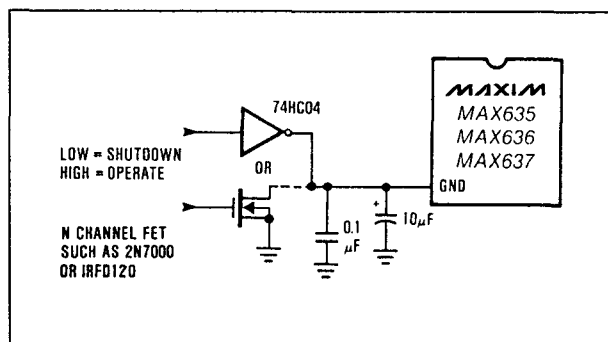 74HC04
LOW = SHUTDOWN
HIGH = OPERATE
OR
N CHANNEL FET
SUCH AS 2N7000
OR IRFD120
0.1
µF
+
10µF
MAXIM
MAX635
MAX636
MAX637
GND